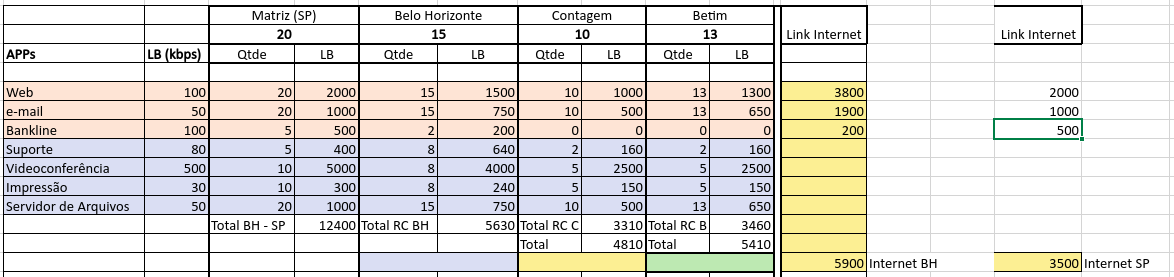 Matriz (SP) Belo Horizonte Contagem Betim
20 15 10 13 Link Internet Link Internet
APPs LB (kbps) Qtde LB Qtde LB Qtde LB Qtde LB
Web 100 20 2000 15 1500 10 1000 13 1300 3800 2000
e-mail 50 20 1000 15 750 10 500 13 650 1900 1000
Bankline 100 5 500 2 200 0 0 0 0 200 500
Suporte 80 5 400 8 640 2 160 2 160
Videoconferência 500 10 5000 8 4000 5 2500 5 2500
Impressão 30 10 300 8 240 5 150 5 150
Servidor de Arquivos 50 20 1000 15 750 10 500 13 650
Total BH - SP 12400 Total RC BH 5630 Total RC C 3310 Total RC B 3460
Total 4810 Total 5410
5900 Internet BH 3500 Internet SP